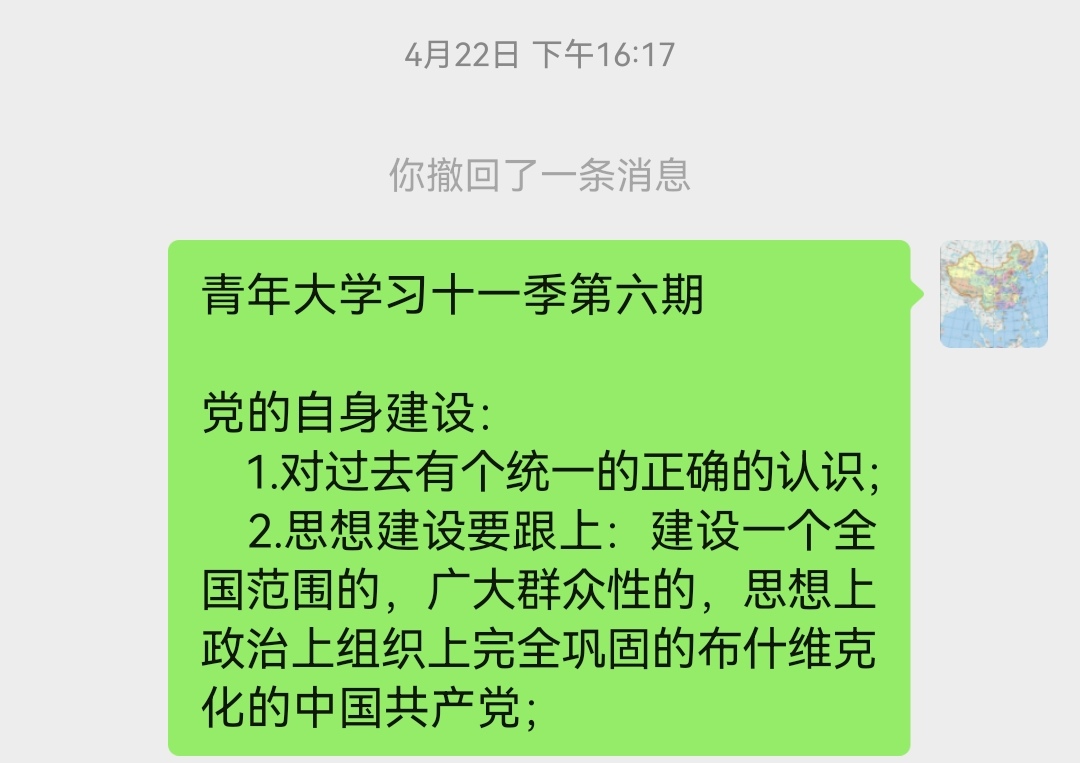 4月22日 下午16:17
你撤回了一条消息
青年大学习十一季第六期
党的自身建设：
1.对过去有个统一的正确的认识；
2.思想建设要跟上：建设一个全
国范围的，广大群众性的，思想上
政治上组织上完全巩固的布什维克
化的中国共产党；